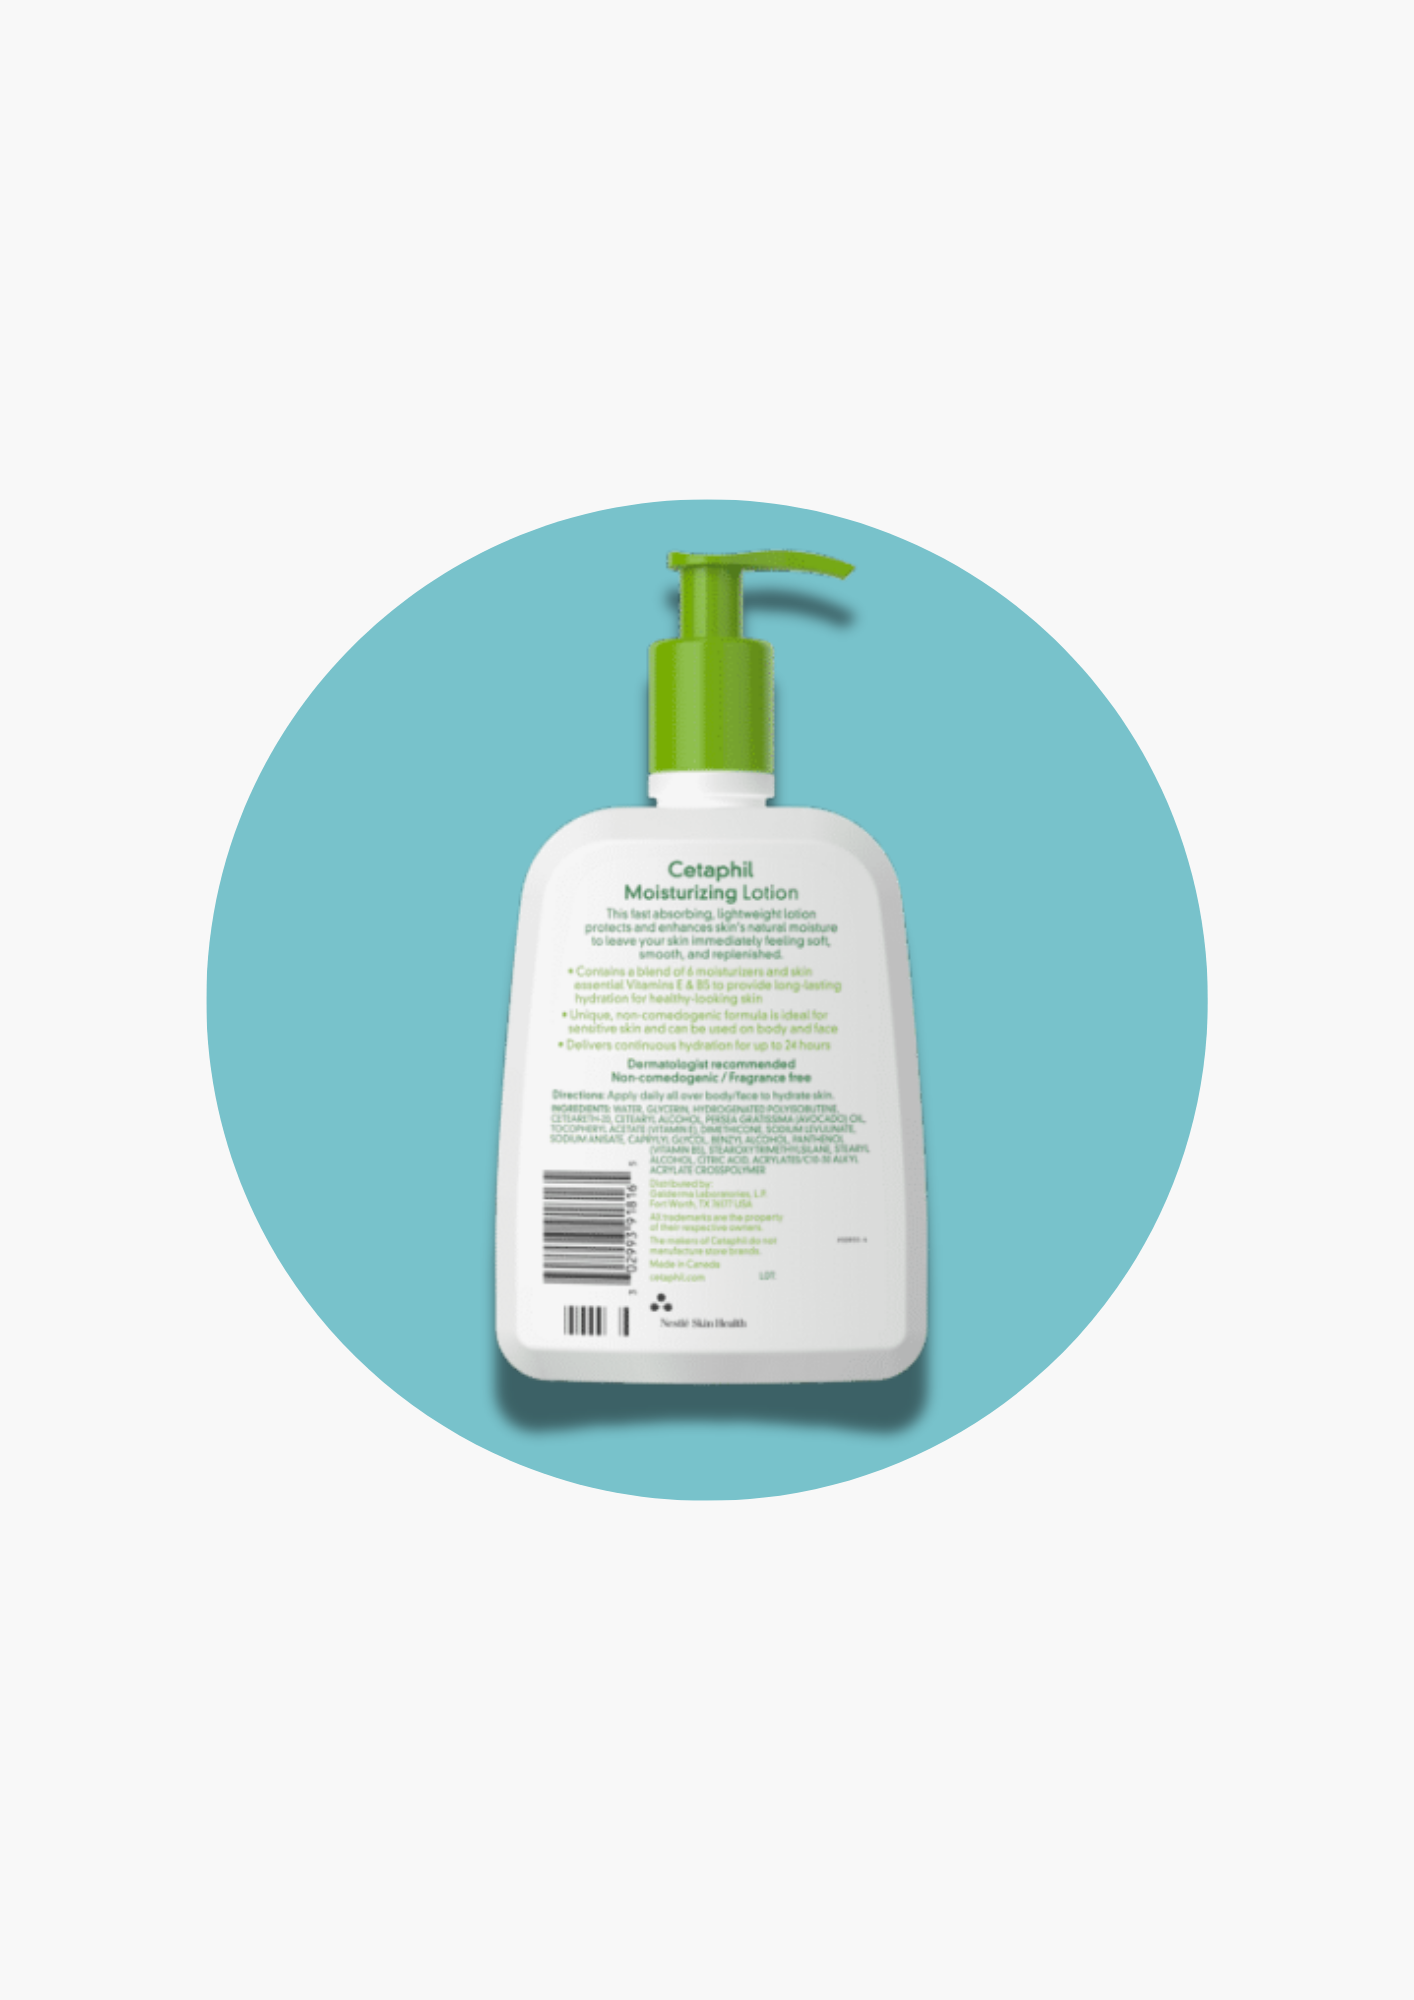 Cetaphil
Moisturizing Lotion
This fast absorbing, lightweight lotion
protects and enhances skin's natural moisture
to leave your skin immediately feeling soft,
smooth, and replenished.
• Contains a blend of 6 moisturizers and skin
essential Vitamins E & B5 to provide long-lasting
hydration for healthy-looking skin
• Unique, non-comedogenic formula is ideal for
sensitive skin and can be used on body and face
• Delivers continuous hydration for up to 24 hours
Dermatologist recommended
Non-comedogenic / Fragrance free
Directions: Apply daily all over body/face to hydrate skin.
INGREDIENTS: WATER, GLYCERIN, HYDROGENATED POLYISOBUTENE,
CETEARETH-20, CETEARYL ALCOHOL, PERSEA GRATISSIMA (AVOCADO) OIL,
TOCOPHERYL ACETATE (VITAMIN E), DIMETHICONE, SODIUM LEVULINATE,
SODIUM ANISATE, CAPRYLYL GLYCOL, BENZYL ALCOHOL, PANTHENOL
(VITAMIN B5), STEAROXYTRIMETHYLSILANE, STEARYL
ALCOHOL, CITRIC ACID, ACRYLATES/C10-30 ALKYL
ACRYLATE CROSSPOLYMER
Distributed by:
Galderma Laboratories, L.P.
Fort Worth, TX 76177 USA
All trademarks are the property
of their respective owners.
The makers of Cetaphil do not
manufacture store brands.
Made in Canada
cetaphil.com
LOT:
3 02993 91816 5
Nestlé Skin Health